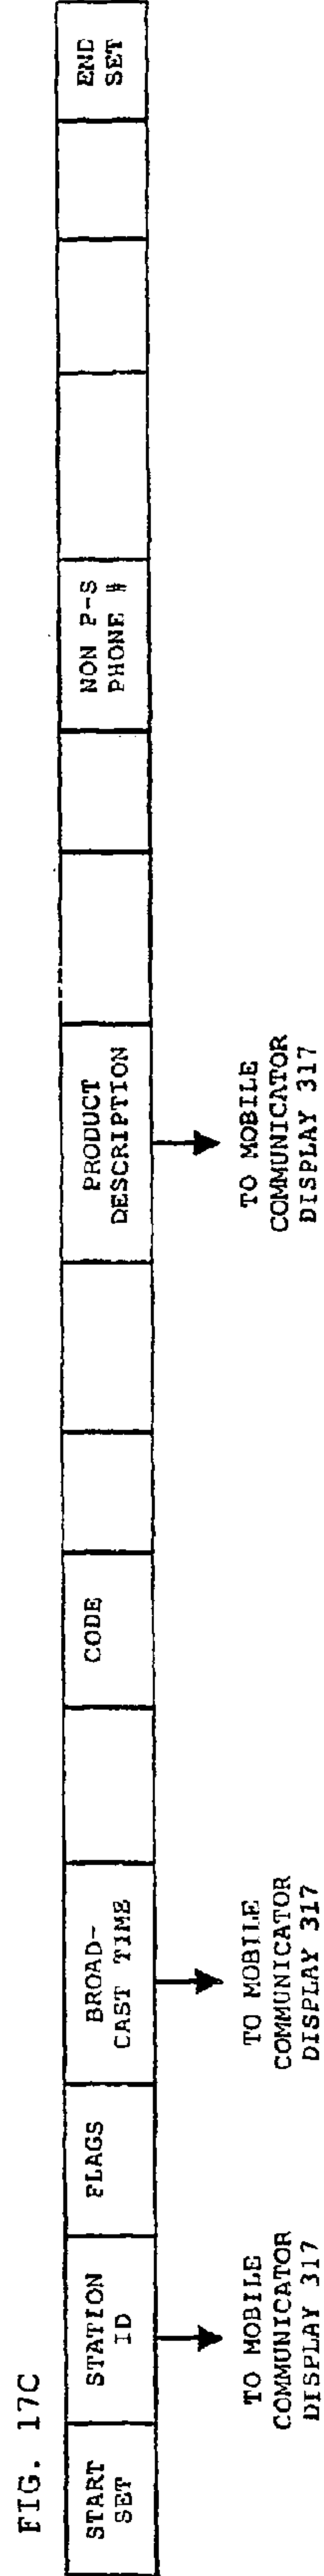 FIG. 17C
START
SET
STATION
ID
FLAGS
BROAD-
CAST TIME
CODE
PRODUCT
DESCRIPTION
NON P-S
PHONE #
END
SET
TO MOBILE
COMMUNICATOR
DISPLAY 317
TO MOBILE
COMMUNICATOR
DISPLAY 317
TO MOBILE
COMMUNICATOR
DISPLAY 317